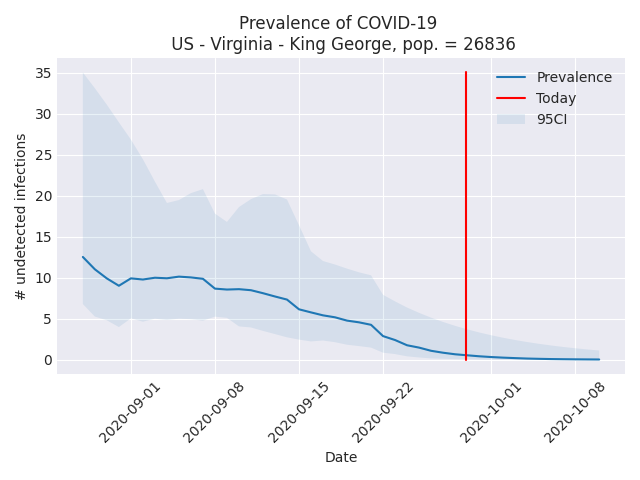 Prevalence of COVID-19
US - Virginia - King George, pop. = 26836
35
30
25
20
15
10
5
0
# undetected infections
Prevalence
Today
95CI
2020-09-01
2020-09-08
2020-09-15
2020-09-22
2020-10-01
2020-10-08
Date